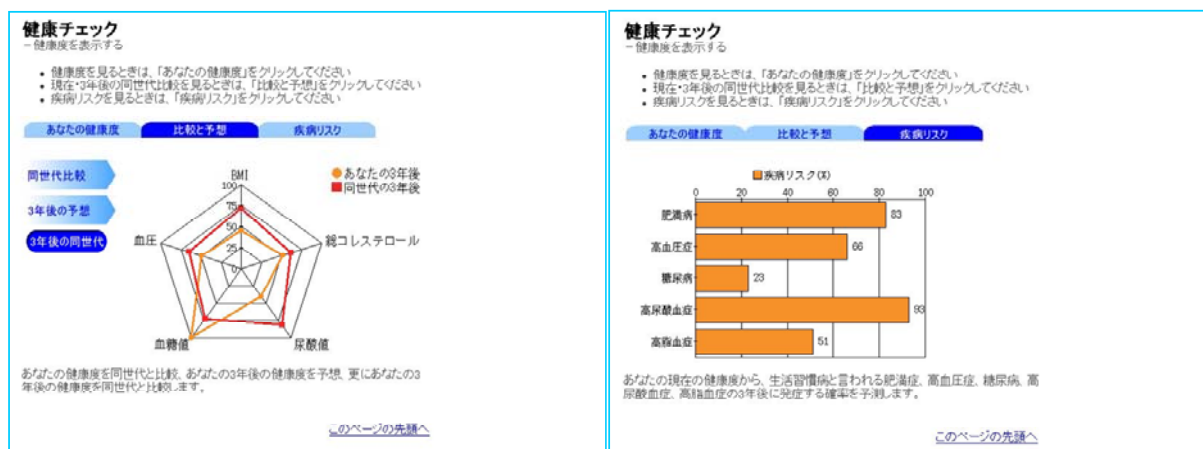 健康チェック
－健康度を表示する
• 健康度を見るときは、「あなたの健康度」をクリックしてください
• 現在・3年後の同世代比較を見るときは、「比較と予想」をクリックしてください
• 疾病リスクを見るときは、「疾病リスク」をクリックしてください
あなたの健康度 比較と予想 疾病リスク
同世代比較
3年後の予想
3年後の同世代
あなたの3年後
同世代の3年後
BMI
100
75
50
25
0
血圧
総コレステロール
血糖値
尿酸値
あなたの健康度を同世代と比較、あなたの3年後の健康度を予想、更にあなたの3
年後の健康度を同世代と比較します。
このページの先頭へ
健康チェック
－健康度を表示する
• 健康度を見るときは、「あなたの健康度」をクリックしてください
• 現在・3年後の同世代比較を見るときは、「比較と予想」をクリックしてください
• 疾病リスクを見るときは、「疾病リスク」をクリックしてください
あなたの健康度 比較と予想 疾病リスク
疾病リスク(%)
0 20 40 60 80 100
肥満病 83
高血圧症 66
糖尿病 23
高尿酸血症 93
高脂血症 51
あなたの現在の健康度から、生活習慣病と言われる肥満症、高血圧症、糖尿病、高
尿酸血症、高脂血症の3年後に発症する確率を予測します。
このページの先頭へ